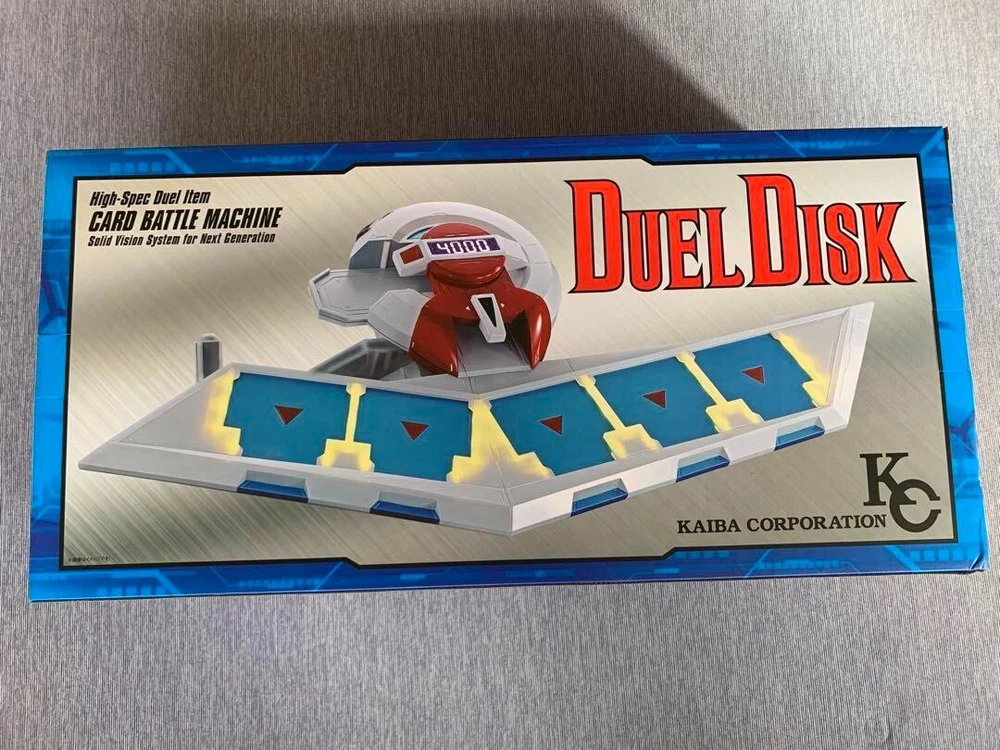 High-Spec Duel Item
CARD BATTLE MACHINE
Solid Vision System for Next Generation
DUEL DISK
4000
KC
KAIBA CORPORATION